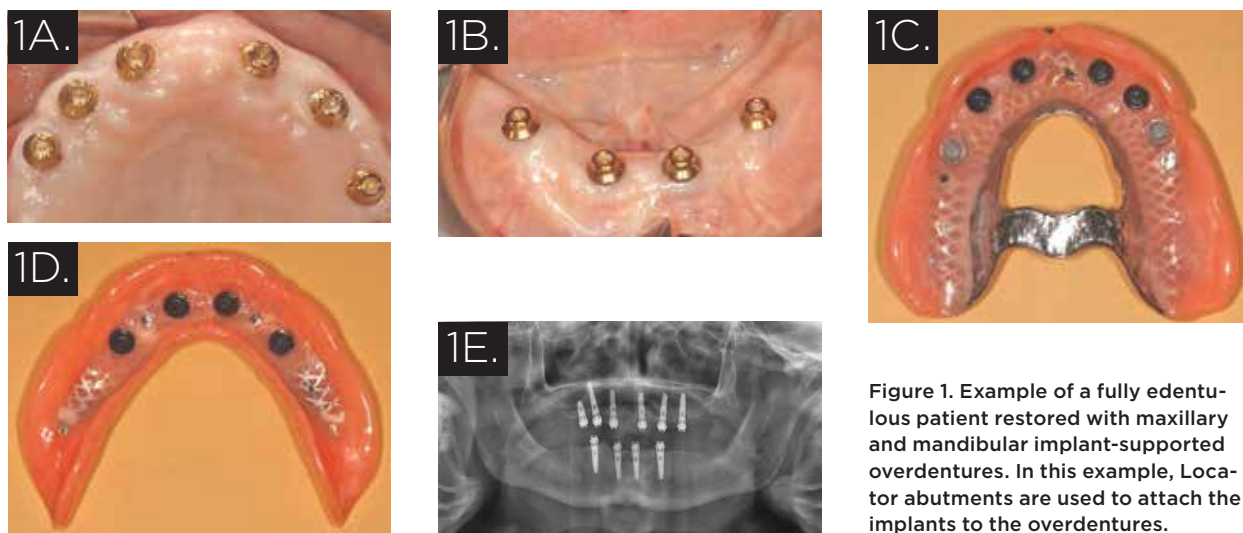 1A.
1B.
1C.
1D.
1E.
Figure 1. Example of a fully edentu-
lous patient restored with maxillary
and mandibular implant-supported
overdentures. In this example, Loca-
tor abutments are used to attach the
implants to the overdentures.